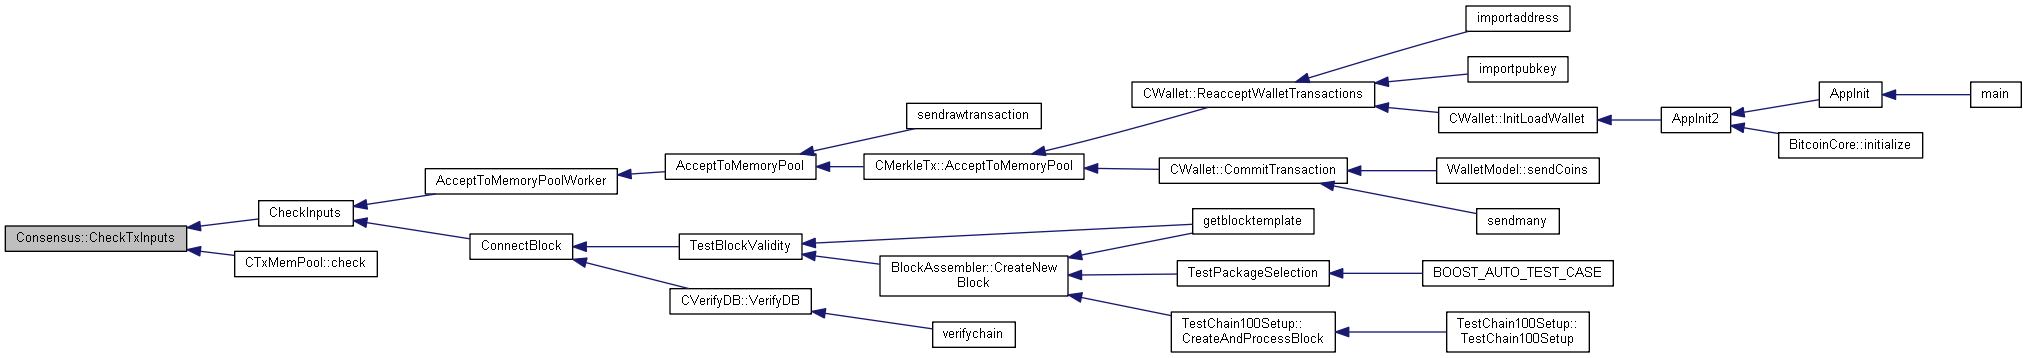 importaddress
importpubkey
CWallet::ReacceptWalletTransactions
AppInit
main
sendrawtransaction
CWallet::InitLoadWallet
AppInit2
BitcoinCore::initialize
AcceptToMemoryPool
CMerkleTx::AcceptToMemoryPool
CWallet::CommitTransaction
WalletModel::sendCoins
AcceptToMemoryPoolWorker
CheckInputs
sendmany
getblocktemplate
Consensus::CheckTxInputs
ConnectBlock
TestBlockValidity
CTxMemPool::check
BlockAssembler::CreateNew
Block
TestPackageSelection
BOOST_AUTO_TEST_CASE
CVerifyDB::VerifyDB
verifychain
TestChain100Setup::
CreateAndProcessBlock
TestChain100Setup::
TestChain100Setup